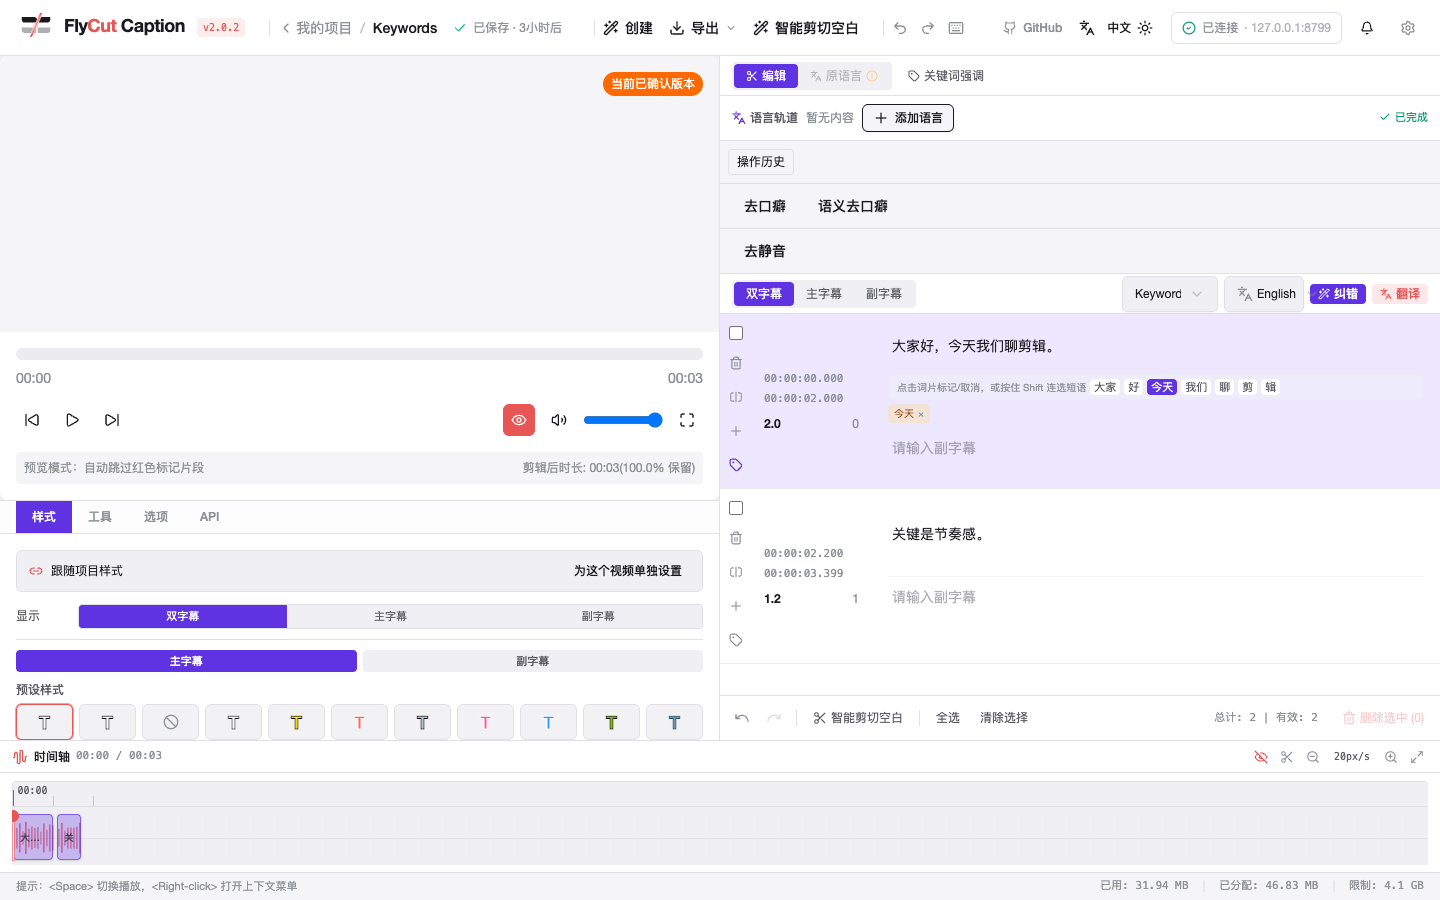 FlyCut Caption v2.0.2
我的项目 / Keywords
已保存 · 3小时后
创建
导出
智能剪切空白
GitHub
中文
已连接 · 127.0.0.1:8799
当前已确认版本
00:00
00:03
预览模式：自动跳过红色标记片段
剪辑后时长: 00:03(100.0% 保留)
样式
工具
选项
API
跟随项目样式
为这个视频单独设置
显示
双字幕
主字幕
副字幕
主字幕
副字幕
预设样式
T T T T T T T T T T
编辑
原语言
关键词强调
语言轨道
暂无内容
添加语言
已完成
操作历史
去口癖
语义去口癖
去静音
双字幕
主字幕
副字幕
Keyword
English
纠错
翻译
大家好，今天我们聊剪辑。
00:00:00.000
00:00:02.000
2.0
0
点击词片标记/取消，或按住 Shift 连选短语
大家 好 今天 我们 聊 剪 辑
今天 ×
请输入副字幕
关键是节奏感。
00:00:02.200
00:00:03.399
1.2
1
请输入副字幕
智能剪切空白
全选
清除选择
总计: 2 | 有效: 2
删除选中 (0)
时间轴
00:00 / 00:03
20px/s
00:00
大...
关
提示：<Space> 切换播放，<Right-click> 打开上下文菜单
已用: 31.94 MB
已分配: 46.83 MB
限制: 4.1 GB